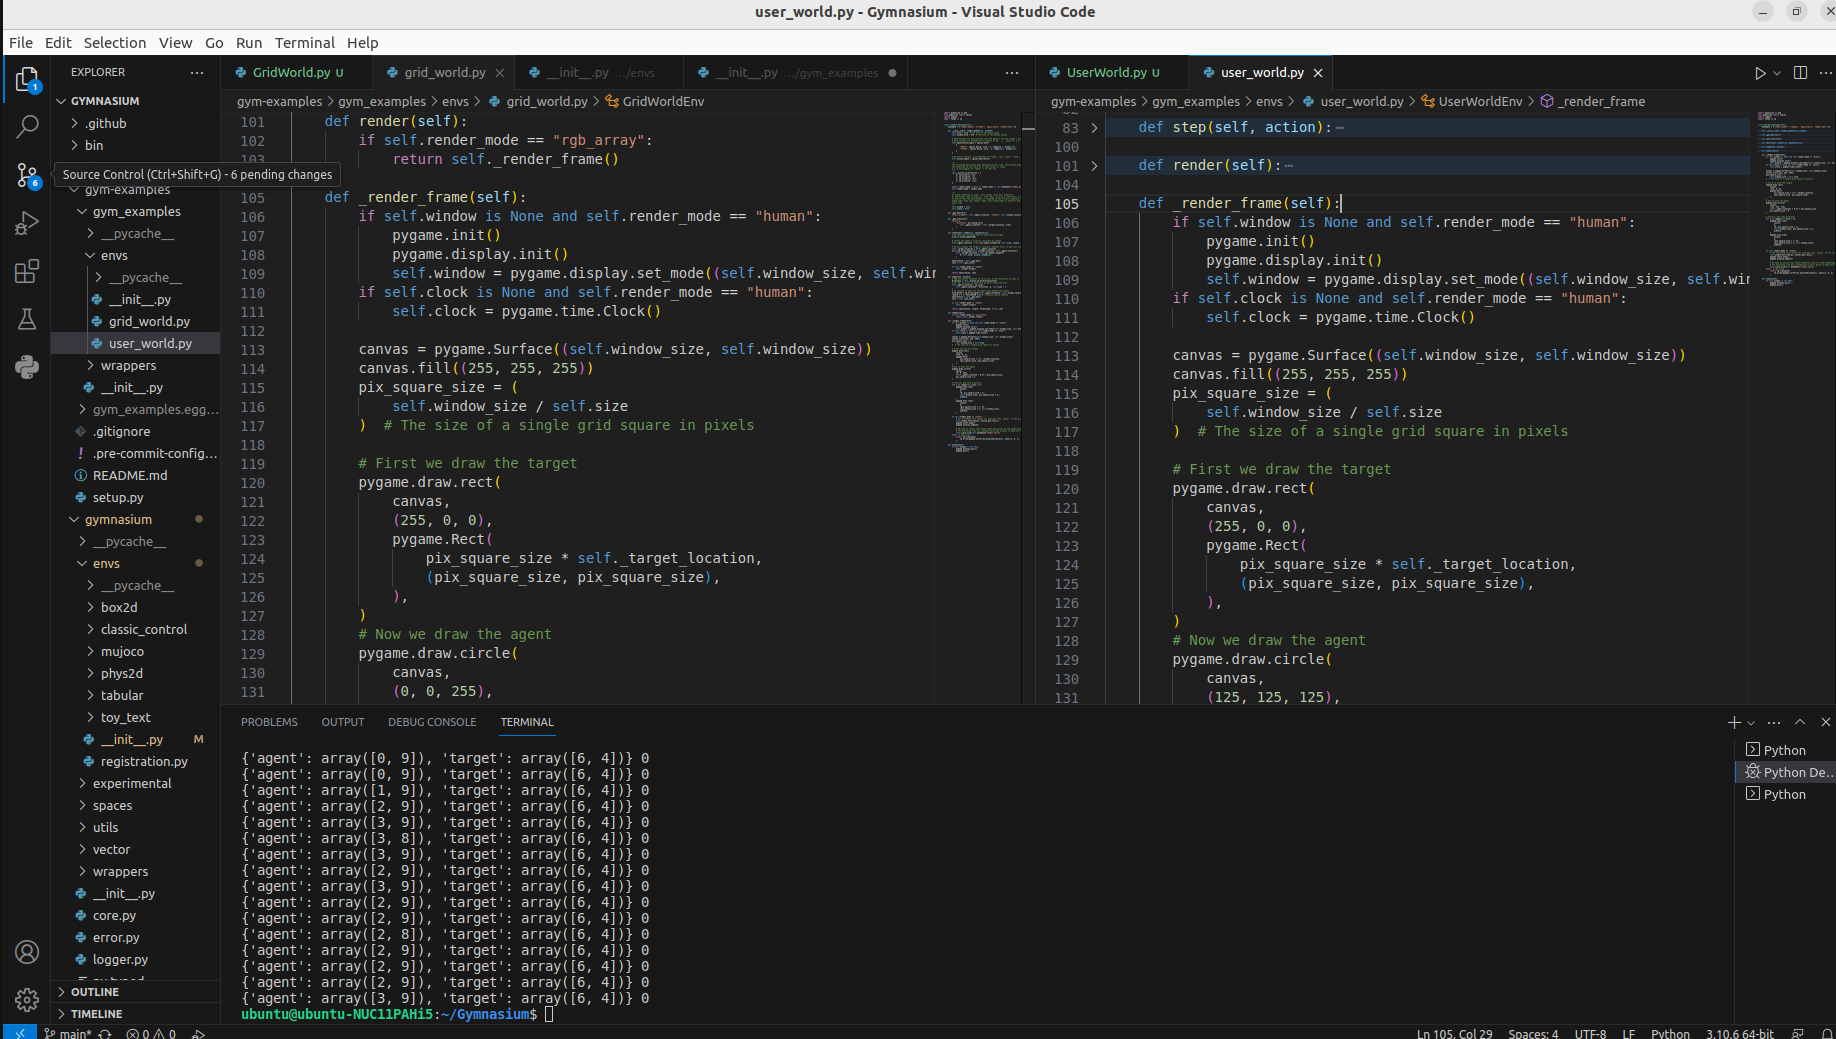 user_world.py - Gymnasium - Visual Studio Code
File Edit Selection View Go Run Terminal Help
EXPLORER ···
GYMNASIUM
.github
bin
Source Control (Ctrl+Shift+G) - 6 pending changes
gym-examples
gym_examples
__pycache__
envs
__pycache__
__init__.py
grid_world.py
user_world.py
wrappers
__init__.py
gym_examples.egg...
.gitignore
.pre-commit-config,...
README.md
setup.py
gymnasium
__pycache__
envs
__pycache__
box2d
classic_control
mujoco
phys2d
tabular
toy_text
__init__.py M
registration.py
experimental
spaces
utils
vector
wrappers
__init__.py
core.py
error.py
logger.py
OUTLINE
TIMELINE
GridWorld.py U grid_world.py __init__.py .../envs __init__.py .../gym_examples ···
gym-examples > gym_examples > envs > grid_world.py > GridWorldEnv
101 def render(self):
102 if self.render_mode == "rgb_array":
103 return self._render_frame()
105 def _render_frame(self):
106 if self.window is None and self.render_mode == "human":
107 pygame.init()
108 pygame.display.init()
109 self.window = pygame.display.set_mode((self.window_size, self.wir
110 if self.clock is None and self.render_mode == "human":
111 self.clock = pygame.time.Clock()
112
113 canvas = pygame.Surface((self.window_size, self.window_size))
114 canvas.fill((255, 255, 255))
115 pix_square_size = (
116 self.window_size / self.size
117 ) # The size of a single grid square in pixels
118
119 # First we draw the target
120 pygame.draw.rect(
121 canvas,
122 (255, 0, 0),
123 pygame.Rect(
124 pix_square_size * self._target_location,
125 (pix_square_size, pix_square_size),
126 ),
127 )
128 # Now we draw the agent
129 pygame.draw.circle(
130 canvas,
131 (0, 0, 255),
UserWorld.py U user_world.py ···
gym-examples > gym_examples > envs > user_world.py > UserWorldEnv > _render_frame
83 def step(self, action):···
100
101 def render(self):···
104
105 def _render_frame(self):
106 if self.window is None and self.render_mode == "human":
107 pygame.init()
108 pygame.display.init()
109 self.window = pygame.display.set_mode((self.window_size, self.wir
110 if self.clock is None and self.render_mode == "human":
111 self.clock = pygame.time.Clock()
112
113 canvas = pygame.Surface((self.window_size, self.window_size))
114 canvas.fill((255, 255, 255))
115 pix_square_size = (
116 self.window_size / self.size
117 ) # The size of a single grid square in pixels
118
119 # First we draw the target
120 pygame.draw.rect(
121 canvas,
122 (255, 0, 0),
123 pygame.Rect(
124 pix_square_size * self._target_location,
125 (pix_square_size, pix_square_size),
126 ),
127 )
128 # Now we draw the agent
129 pygame.draw.circle(
130 canvas,
131 (125, 125, 125),
PROBLEMS OUTPUT DEBUG CONSOLE TERMINAL
{'agent': array([0, 9]), 'target': array([6, 4])} 0
{'agent': array([0, 9]), 'target': array([6, 4])} 0
{'agent': array([1, 9]), 'target': array([6, 4])} 0
{'agent': array([2, 9]), 'target': array([6, 4])} 0
{'agent': array([3, 9]), 'target': array([6, 4])} 0
{'agent': array([3, 8]), 'target': array([6, 4])} 0
{'agent': array([3, 9]), 'target': array([6, 4])} 0
{'agent': array([2, 9]), 'target': array([6, 4])} 0
{'agent': array([3, 9]), 'target': array([6, 4])} 0
{'agent': array([2, 9]), 'target': array([6, 4])} 0
{'agent': array([2, 9]), 'target': array([6, 4])} 0
{'agent': array([2, 8]), 'target': array([6, 4])} 0
{'agent': array([2, 9]), 'target': array([6, 4])} 0
{'agent': array([2, 9]), 'target': array([6, 4])} 0
{'agent': array([2, 9]), 'target': array([6, 4])} 0
{'agent': array([3, 9]), 'target': array([6, 4])} 0
ubuntu@ubuntu-NUC11PAHi5:~/Gymnasium$
Python
Python De...
Python
main* 0 0 Ln 105, Col 29 Spaces: 4 UTF-8 LF Python 3.10.6 64-bit